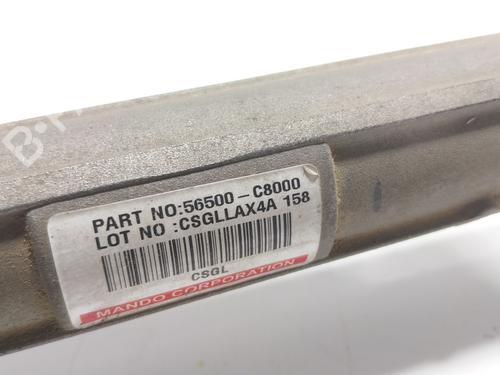 PART NO:56500-C8000
LOT NO :CSGLLAX4A 158
CSGL
MANDO CORPORATION